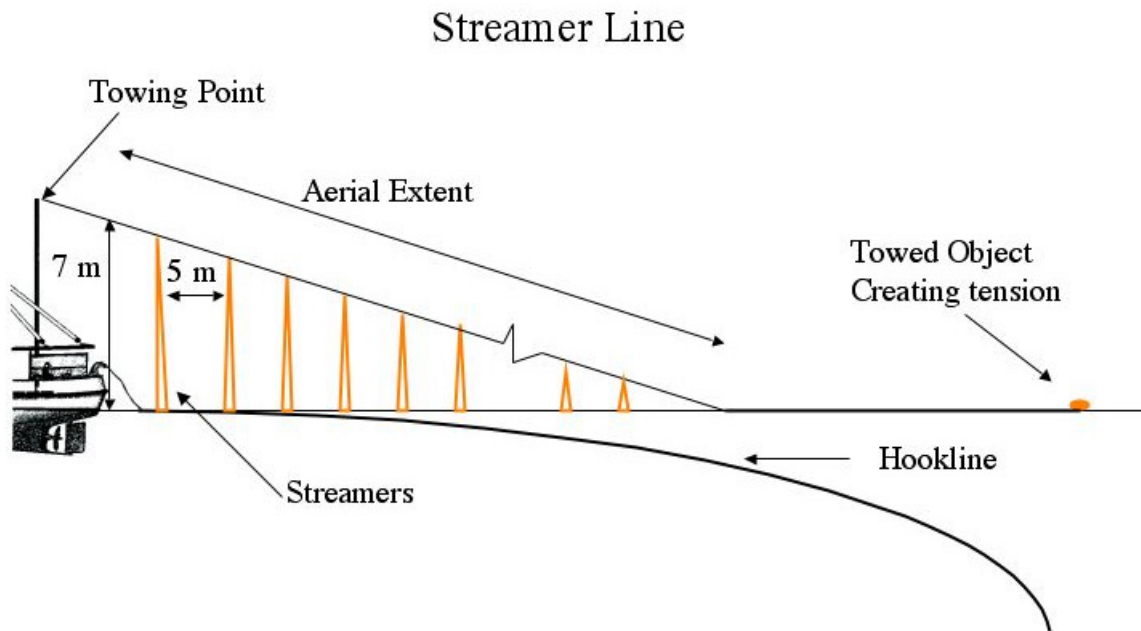 Streamer Line
Towing Point
Aerial Extent
7 m
5 m
Towed Object
Creating tension
Hookline
Streamers